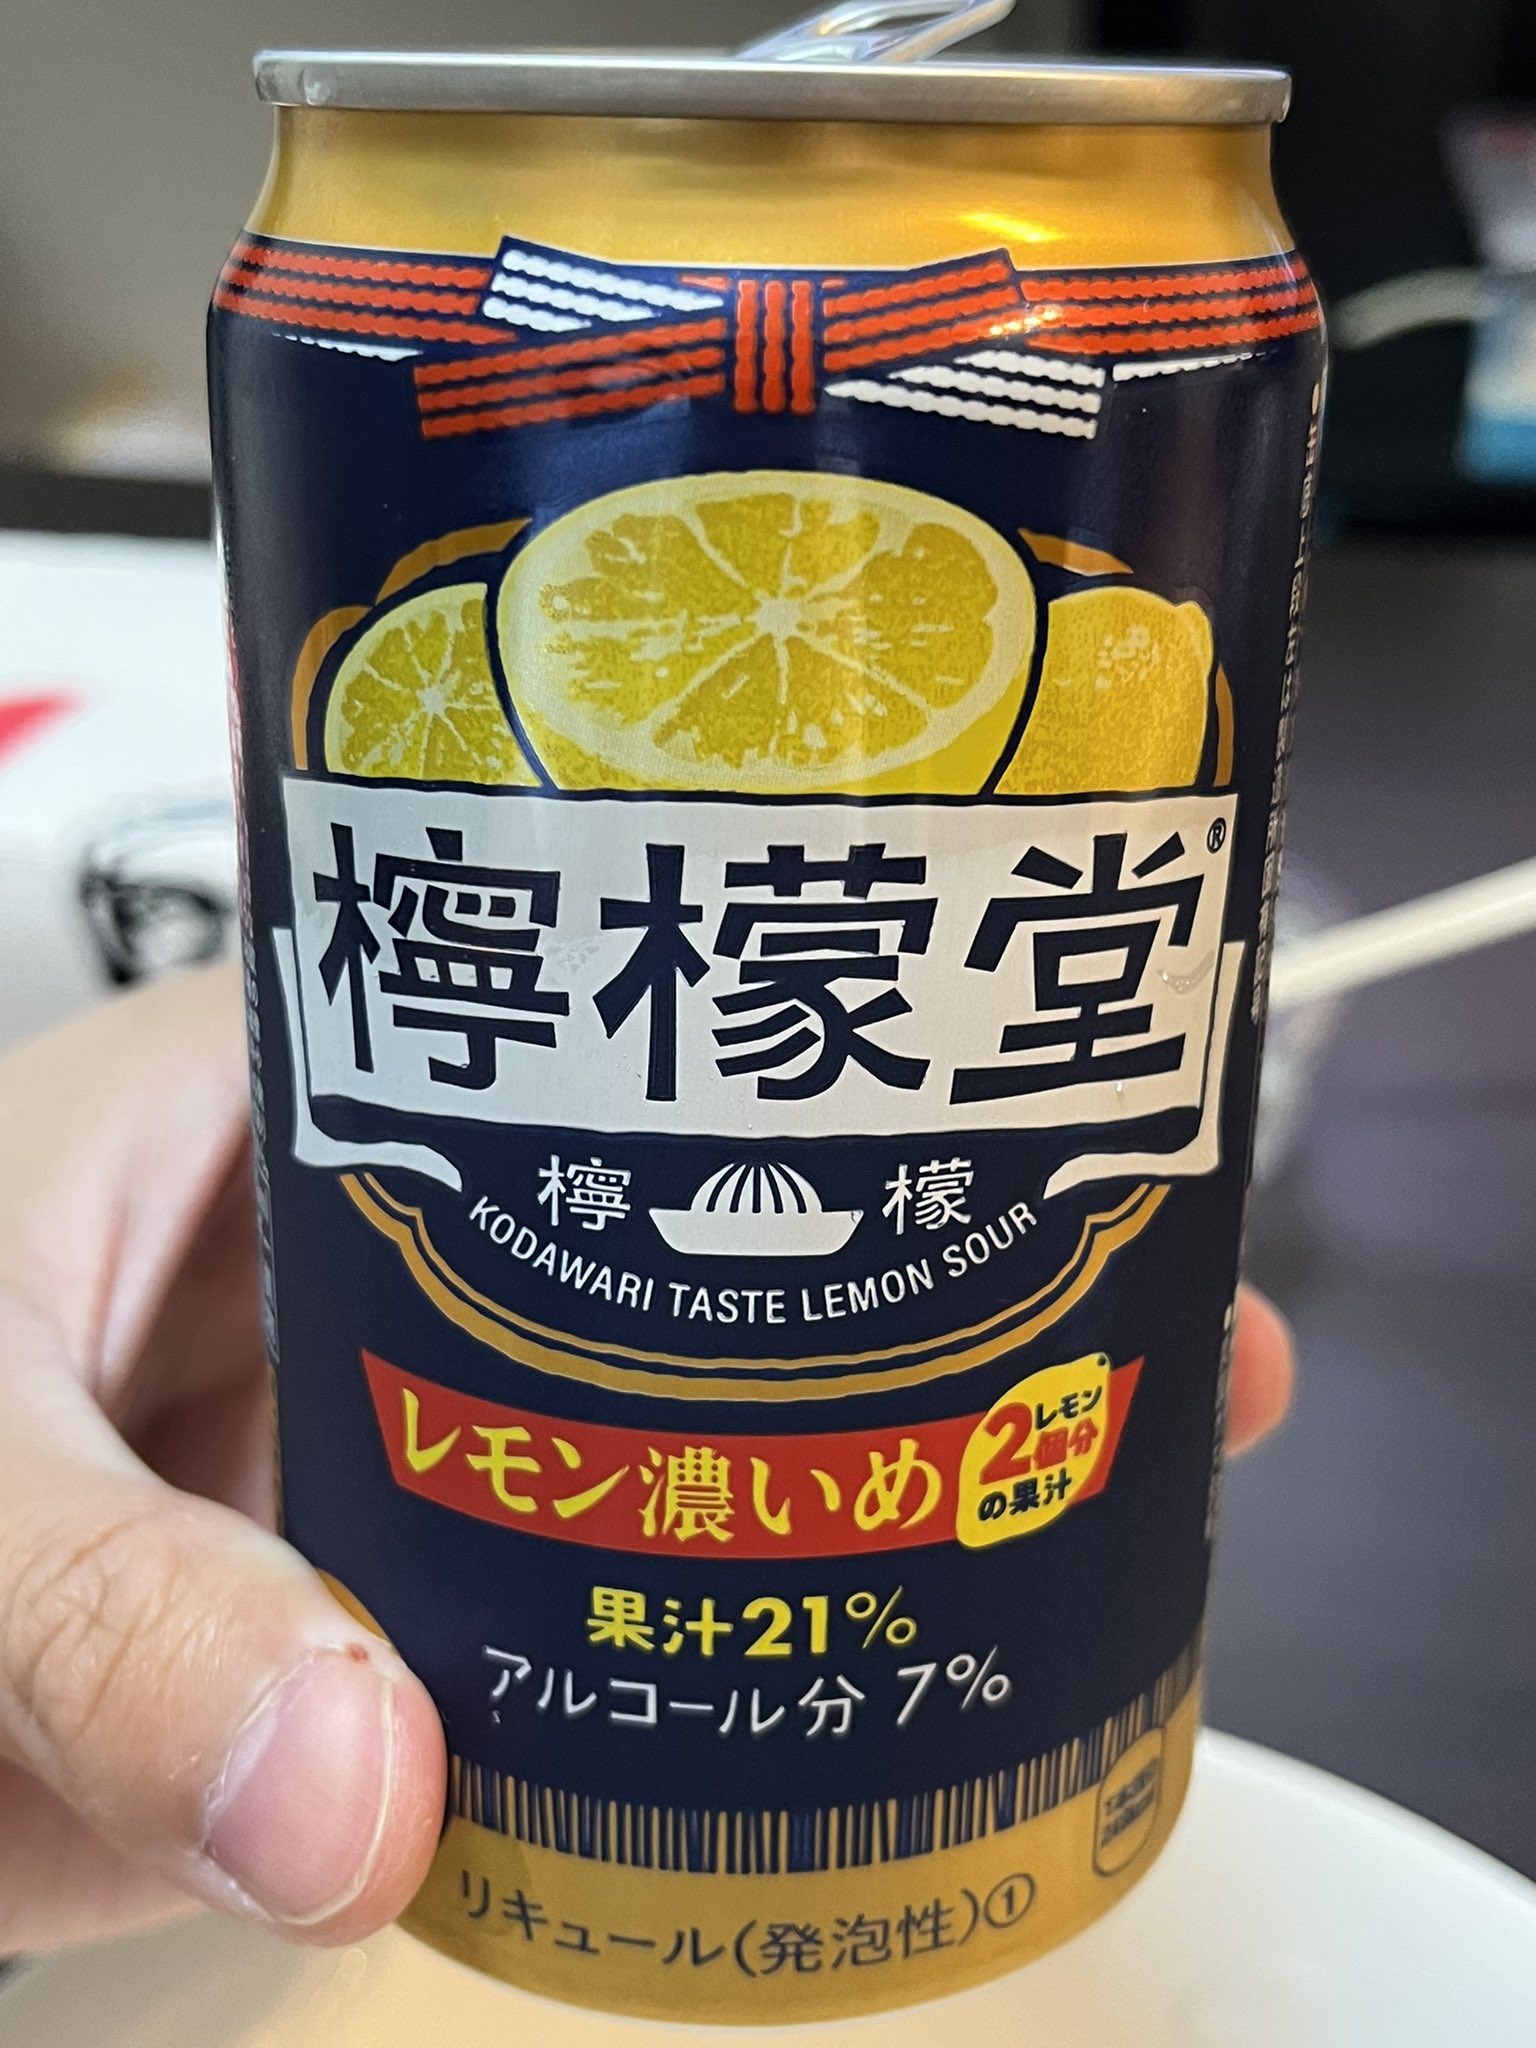 檸檬堂®
檸 檬
KODAWARI TASTE LEMON SOUR
レモン濃いめ
レモン
2個分
の果汁
果汁21%
アルコール分 7%
リキュール(発泡性)①